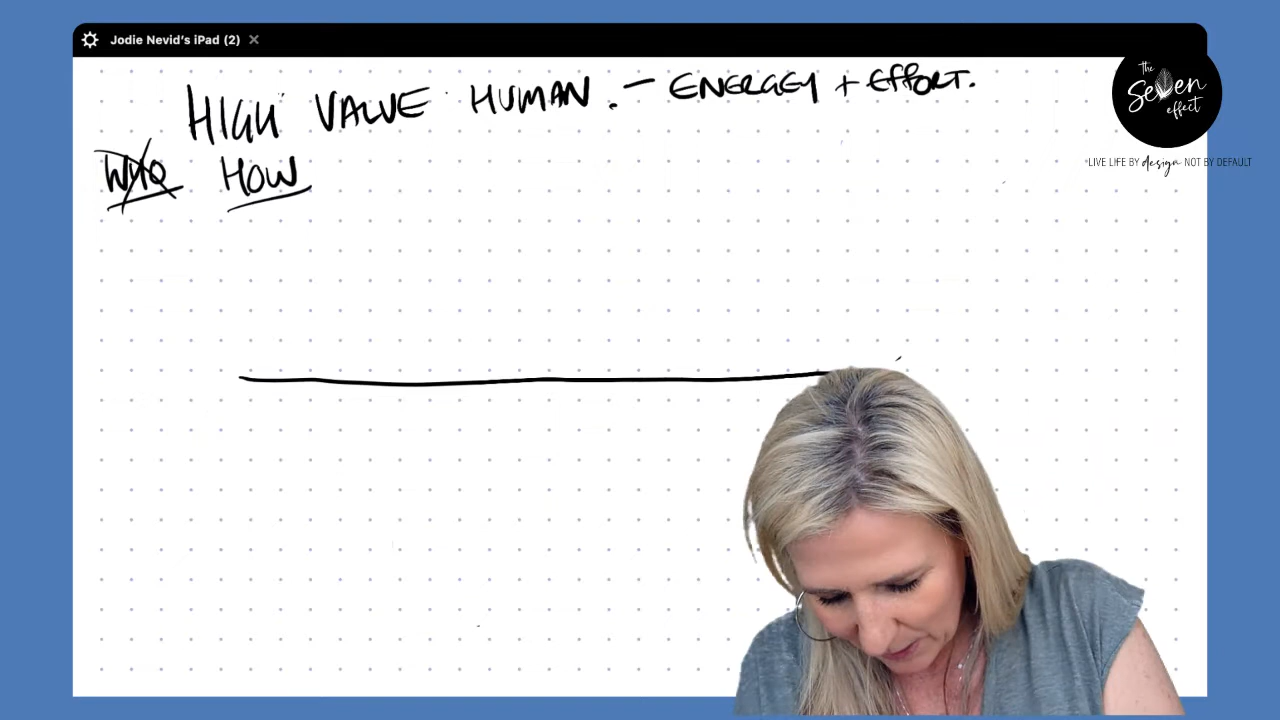 Jodie Nevid's iPad (2)
HIGH VALUE HUMAN. - ENERGEY + EFFORT.
WHO HOW
the
Seven
effect
LIVE LIFE BY design NOT BY DEFAULT